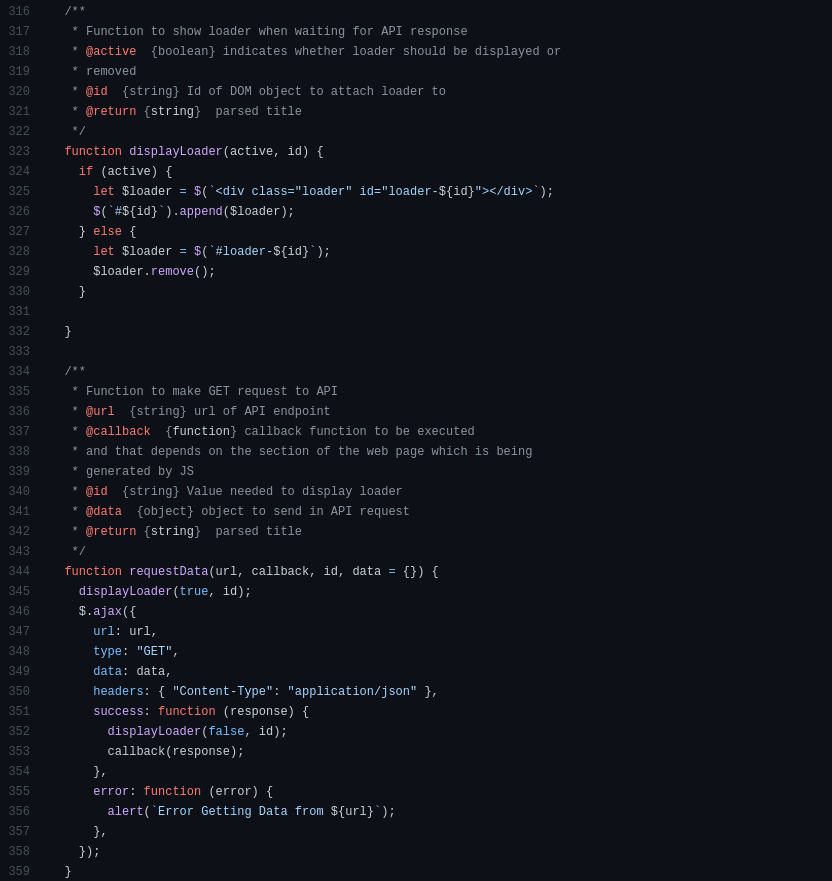 316   /**
317    * Function to show loader when waiting for API response
318    * @active  {boolean} indicates whether loader should be displayed or
319    * removed
320    * @id  {string} Id of DOM object to attach loader to
321    * @return {string}  parsed title
322    */
323   function displayLoader(active, id) {
324     if (active) {
325       let $loader = $(`<div class="loader" id="loader-${id}"></div>`);
326       $(`#${id}`).append($loader);
327     } else {
328       let $loader = $(`#loader-${id}`);
329       $loader.remove();
330     }
331
332   }
333
334   /**
335    * Function to make GET request to API
336    * @url  {string} url of API endpoint
337    * @callback  {function} callback function to be executed
338    * and that depends on the section of the web page which is being
339    * generated by JS
340    * @id  {string} Value needed to display loader
341    * @data  {object} object to send in API request
342    * @return {string}  parsed title
343    */
344   function requestData(url, callback, id, data = {}) {
345     displayLoader(true, id);
346     $.ajax({
347       url: url,
348       type: "GET",
349       data: data,
350       headers: { "Content-Type": "application/json" },
351       success: function (response) {
352         displayLoader(false, id);
353         callback(response);
354       },
355       error: function (error) {
356         alert(`Error Getting Data from ${url}`);
357       },
358     });
359   }